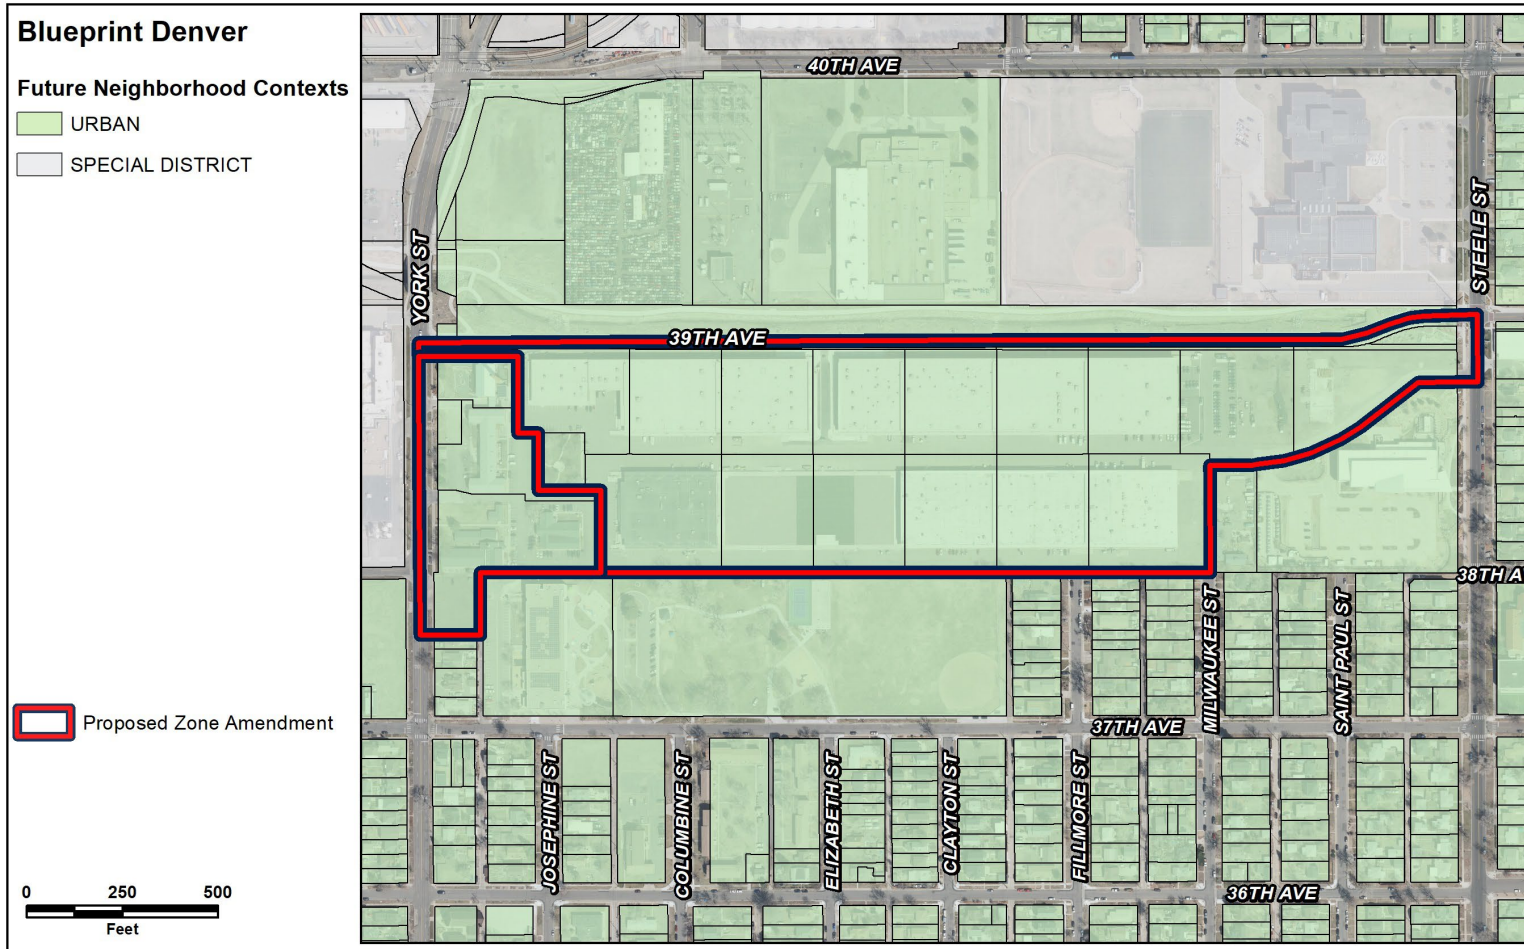 Blueprint Denver
Future Neighborhood Contexts
URBAN
SPECIAL DISTRICT
Proposed Zone Amendment
0 250 500
Feet
40TH AVE
YORK ST
STEELE ST
39TH AVE
38TH AV
MILWAUKEE ST
SAINT PAUL ST
37TH AVE
JOSEPHINE ST
COLUMBINE ST
ELIZABETH ST
CLAYTON ST
FILLMORE ST
36TH AVE